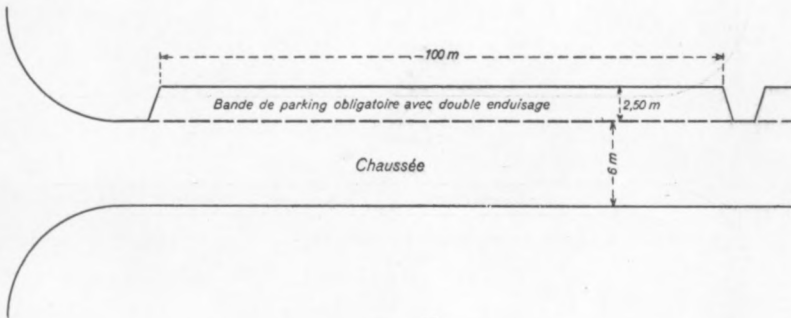 100 m
Bande de parking obligatoire avec double enduisage
2,50 m
Chaussée
6 m